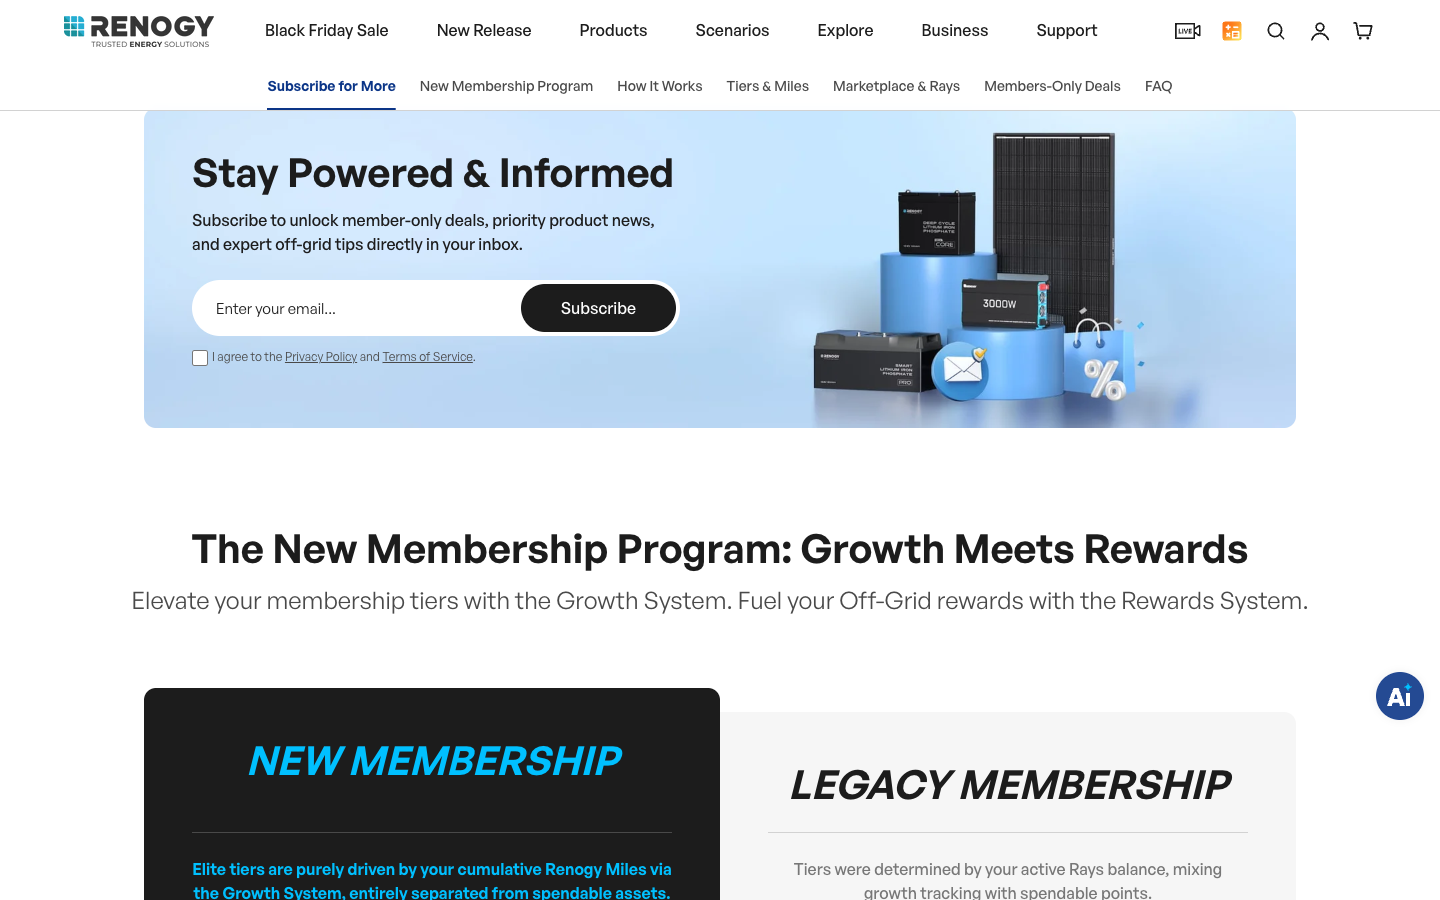 RENOGY
TRUSTED ENERGY SOLUTIONS
Black Friday Sale
New Release
Products
Scenarios
Explore
Business
Support
LIVE
Subscribe for More
New Membership Program
How It Works
Tiers & Miles
Marketplace & Rays
Members-Only Deals
FAQ
Stay Powered & Informed
Subscribe to unlock member-only deals, priority product news,
and expert off-grid tips directly in your inbox.
Enter your email...
Subscribe
I agree to the Privacy Policy and Terms of Service.
RENOGY
DEEP CYCLE
LITHIUM IRON
PHOSPHATE
CORE
3000W
RENOGY
SMART
LITHIUM IRON
PHOSPHATE
PRO
%
The New Membership Program: Growth Meets Rewards
Elevate your membership tiers with the Growth System. Fuel your Off-Grid rewards with the Rewards System.
Ai
NEW MEMBERSHIP
Elite tiers are purely driven by your cumulative Renogy Miles via
the Growth System, entirely separated from spendable assets.
LEGACY MEMBERSHIP
Tiers were determined by your active Rays balance, mixing
growth tracking with spendable points.